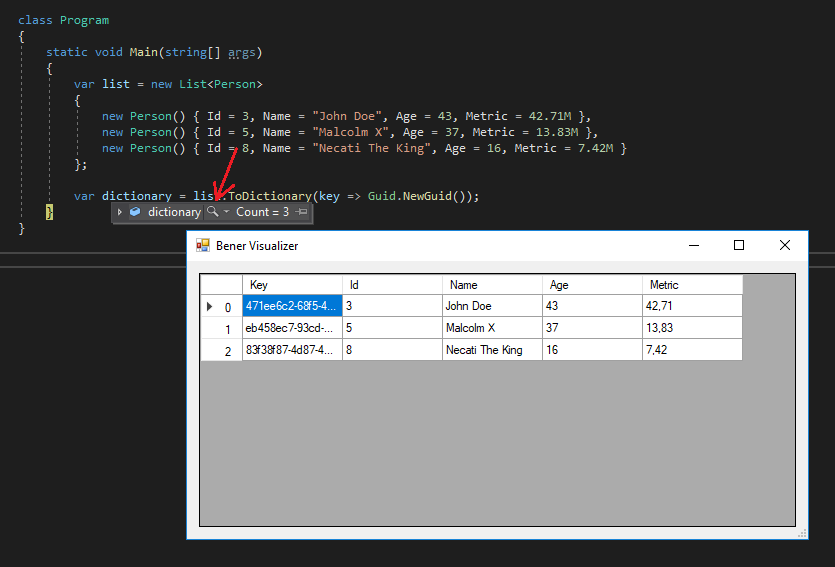 class Program
{
static void Main(string[] args)
{
var list = new List<Person>
{
new Person() { Id = 3, Name = "John Doe", Age = 43, Metric = 42.71M },
new Person() { Id = 5, Name = "Malcolm X", Age = 37, Metric = 13.83M },
new Person() { Id = 8, Name = "Necati The King", Age = 16, Metric = 7.42M }
};
var dictionary = list.ToDictionary(key => Guid.NewGuid());
}
dictionary Count = 3
}
Bener Visualizer
Key Id Name Age Metric
0 471ee6c2-68f5-4... 3 John Doe 43 42,71
1 eb458ec7-93cd-... 5 Malcolm X 37 13,83
2 83f38f87-4d87-4... 8 Necati The King 16 7,42